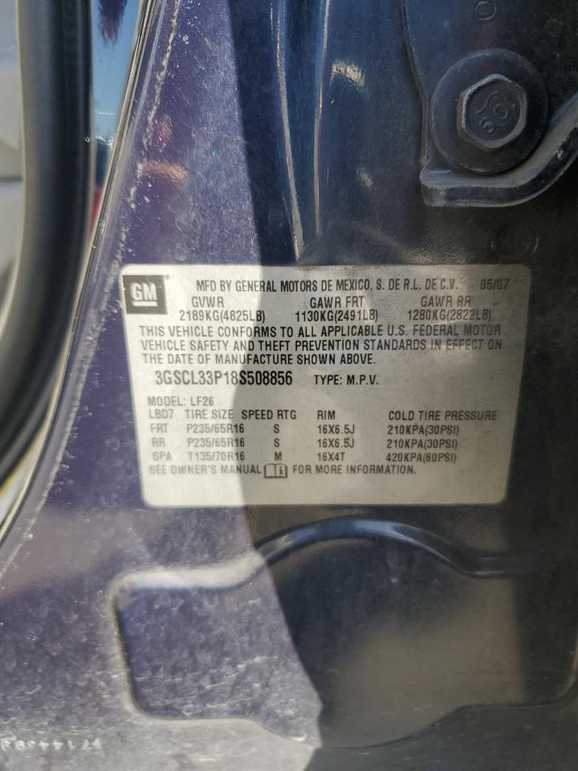 GM
MFD BY GENERAL MOTORS DE MEXICO, S. DE R.L. DE C.V. 05/07
GVWR GAWR FRT GAWR RR
2189KG(4825LB) 1130KG(2491LB) 1280KG(2822LB)
THIS VEHICLE CONFORMS TO ALL APPLICABLE U.S. FEDERAL MOTOR
VEHICLE SAFETY AND THEFT PREVENTION STANDARDS IN EFFECT ON
THE DATE OF MANUFACTURE SHOWN ABOVE.
3GSCL33P18S508856 TYPE: M.P.V.
MODEL: LF26
LBD7 TIRE SIZE SPEED RTG RIM COLD TIRE PRESSURE
FRT P235/65R16 S 16X6.5J 210KPA(30PSI)
RR P235/65R16 S 16X6.5J 210KPA(30PSI)
SPA T135/70R16 M 16X4T 420KPA(60PSI)
SEE OWNER'S MANUAL FOR MORE INFORMATION.